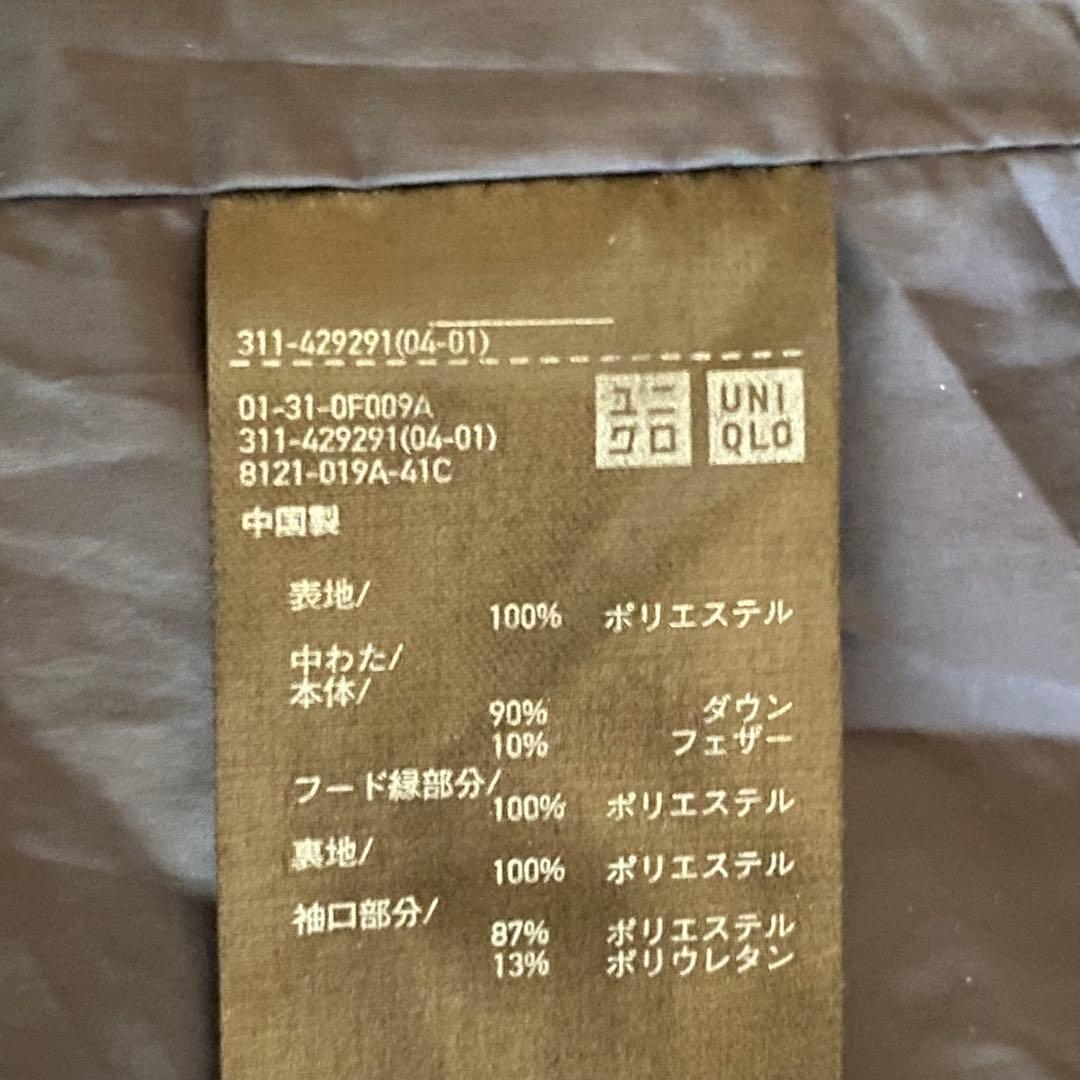 311-429291(04-01)
01-31-0F009A
311-429291(04-01)
8121-019A-41C
ユニ
クロ
UNI
QLO
中国製
表地/
100% ポリエステル
中わた/
本体/
90% ダウン
10% フェザー
フード縁部分/
100% ポリエステル
裏地/
100% ポリエステル
袖口部分/
87% ポリエステル
13% ポリウレタン